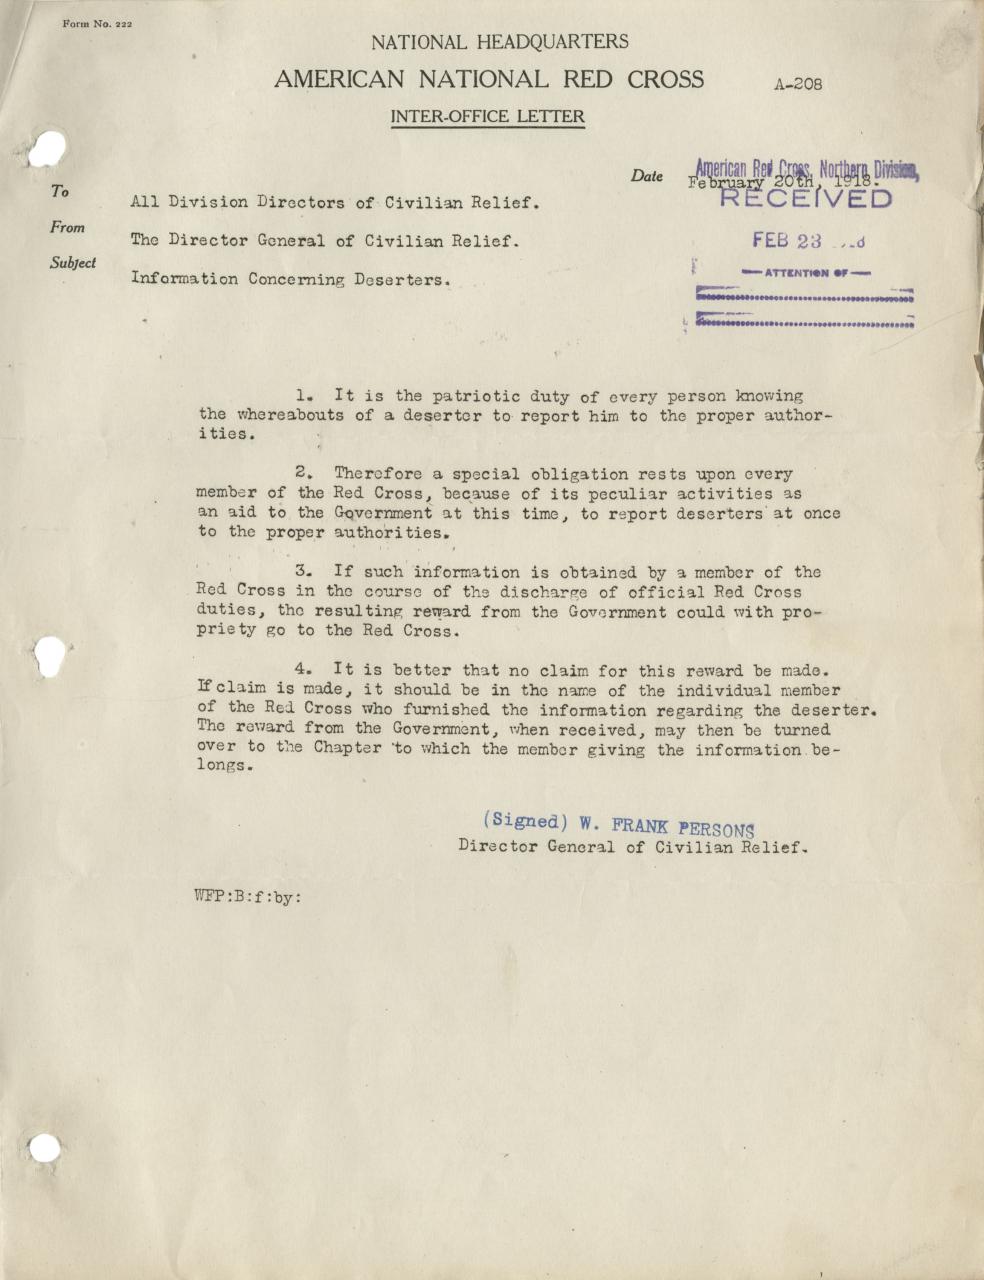 Form No. 222
NATIONAL HEADQUARTERS
AMERICAN NATIONAL RED CROSS
A-208
INTER-OFFICE LETTER
American Red Cross, Northern Division,
Date February 20th, 1918.
RECEIVED
To
All Division Directors of Civilian Relief.
From
The Director General of Civilian Relief.
FEB 23
Subject
Information Concerning Deserters.
ATTENTION OF
1. It is the patriotic duty of every person knowing
the whereabouts of a deserter to report him to the proper author-
ities.
2. Therefore a special obligation rests upon every
member of the Red Cross, because of its peculiar activities as
an aid to the Government at this time, to report deserters at once
to the proper authorities.
3. If such information is obtained by a member of the
Red Cross in the course of the discharge of official Red Cross
duties, the resulting reward from the Government could with pro-
priety go to the Red Cross.
4. It is better that no claim for this reward be made.
If claim is made, it should be in the name of the individual member
of the Red Cross who furnished the information regarding the deserter.
The reward from the Government, when received, may then be turned
over to the Chapter to which the member giving the information be-
longs.
(Signed) W. FRANK PERSONS
Director General of Civilian Relief.
WFP:B:f:by: